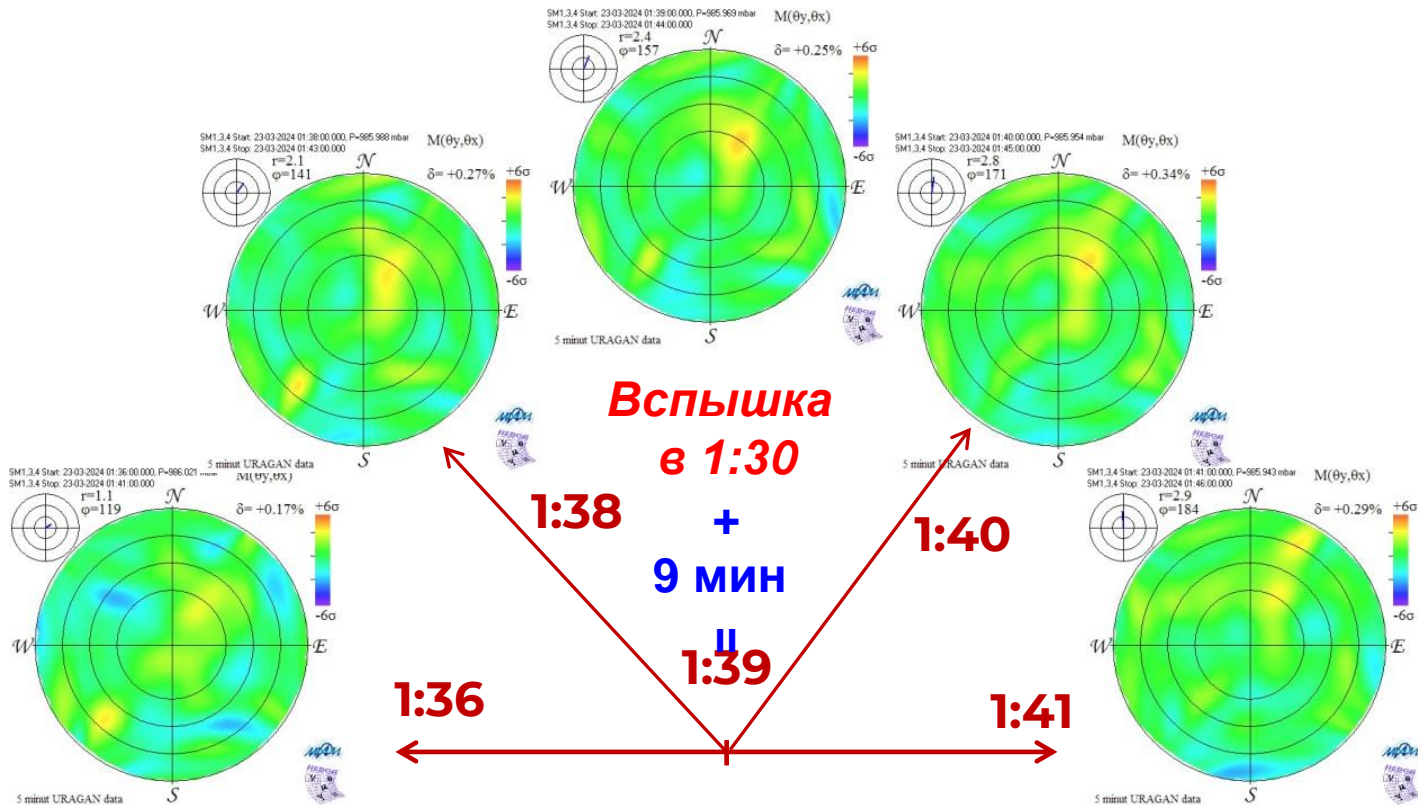 SM1,3,4 Start: 23-03-2024 01:39:00.000, P=985.969 mbar
SM1,3,4 Stop: 23-03-2024 01:44:00.000
M(θy,θx)
r=2.4
φ=157
δ= +0.25%
+6σ
-6σ
N
W
E
S
5 minut URAGAN data
SM1,3,4 Start: 23-03-2024 01:38:00.000, P=985.988 mbar
SM1,3,4 Stop: 23-03-2024 01:43:00.000
M(θy,θx)
r=2.1
φ=141
δ= +0.27%
+6σ
-6σ
N
W
E
S
5 minut URAGAN data
SM1,3,4 Start: 23-03-2024 01:40:00.000, P=985.954 mbar
SM1,3,4 Stop: 23-03-2024 01:45:00.000
M(θy,θx)
r=2.8
φ=171
δ= +0.34%
+6σ
-6σ
N
W
E
S
5 minut URAGAN data
Вспышка
в 1:30
+
9 мин
=
1:39
1:38
1:40
1:36
1:41
SM1,3,4 Start: 23-03-2024 01:36:00.000, P=986.021 mbar
SM1,3,4 Stop: 23-03-2024 01:41:00.000
M(θy,θx)
r=1.1
φ=119
δ= +0.17%
+6σ
-6σ
N
W
E
S
5 minut URAGAN data
SM1,3,4 Start: 23-03-2024 01:41:00.000, P=985.943 mbar
SM1,3,4 Stop: 23-03-2024 01:46:00.000
M(θy,θx)
r=2.9
φ=184
δ= +0.29%
+6σ
-6σ
N
W
E
S
5 minut URAGAN data